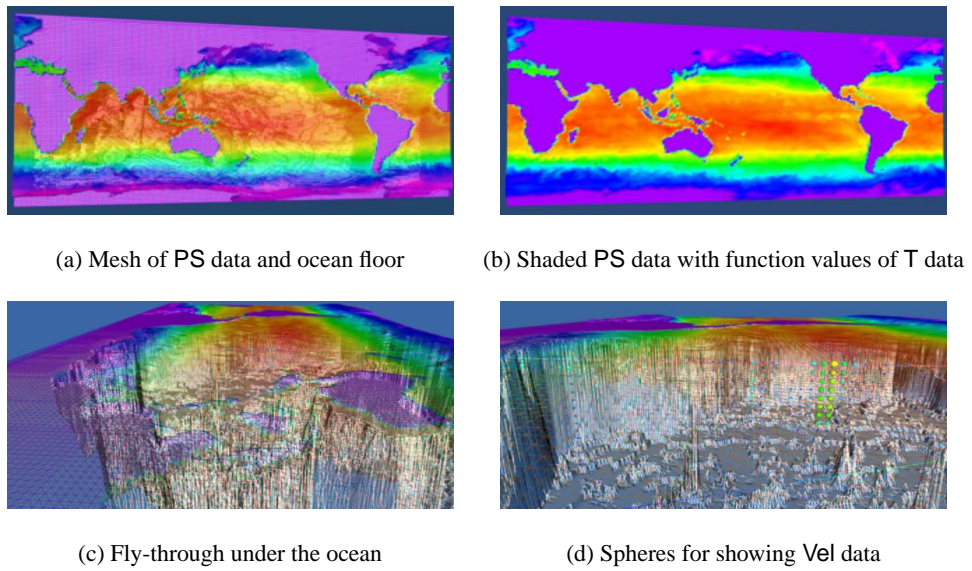 (a) Mesh of PS data and ocean floor
(b) Shaded PS data with function values of T data
(c) Fly-through under the ocean
(d) Spheres for showing Vel data